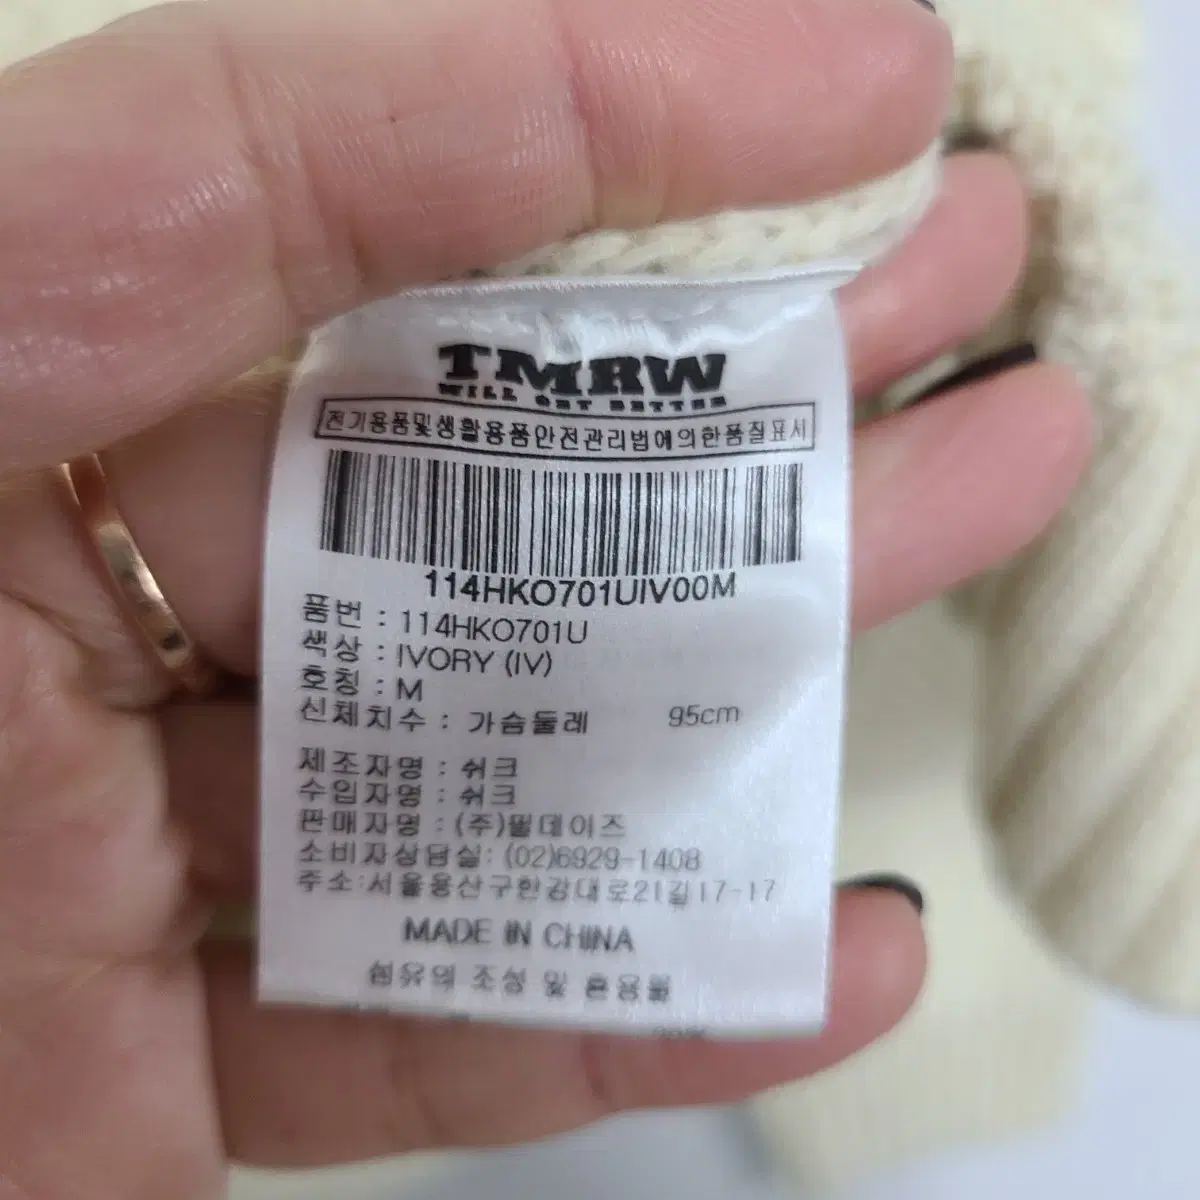 TMRW
WILL GET BETTER
전기용품및생활용품안전관리법에의한품질표시
114HKO701UIV00M
품번 : 114HKO701U
색상 : IVORY (IV)
호칭 : M
신체치수 : 가슴둘레 95cm
제조자명 : 쉬크
수입자명 : 쉬크
판매자명 : (주)필데이즈
소비자상담실: (02)6929-1408
주소:서울용산구한강대로21길17-17
MADE IN CHINA
섬유의 조성 및 혼용률